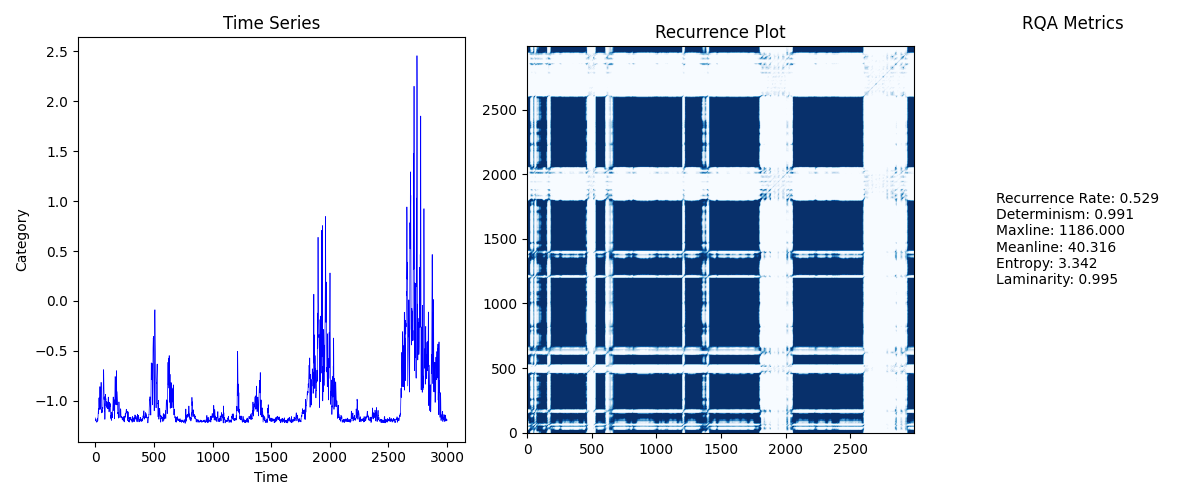 Time Series
Recurrence Plot
RQA Metrics
2.5
2.0
1.5
1.0
0.5
0.0
−0.5
−1.0
Category
0
500
1000
1500
2000
2500
3000
Time
2500
2000
1500
1000
500
0
0
500
1000
1500
2000
2500
Recurrence Rate: 0.529
Determinism: 0.991
Maxline: 1186.000
Meanline: 40.316
Entropy: 3.342
Laminarity: 0.995